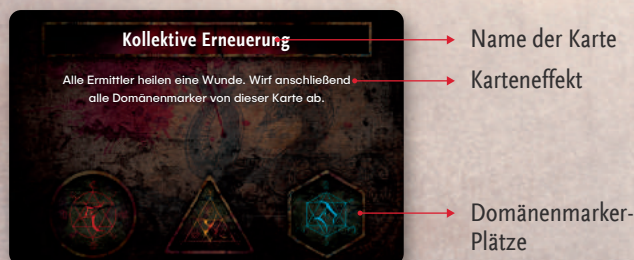 Kollektive Erneuerung
Alle Ermittler heilen eine Wunde. Wirf anschließend
alle Domänenmarker von dieser Karte ab.
Name der Karte
Karteneffekt
Domänenmarker-
Plätze